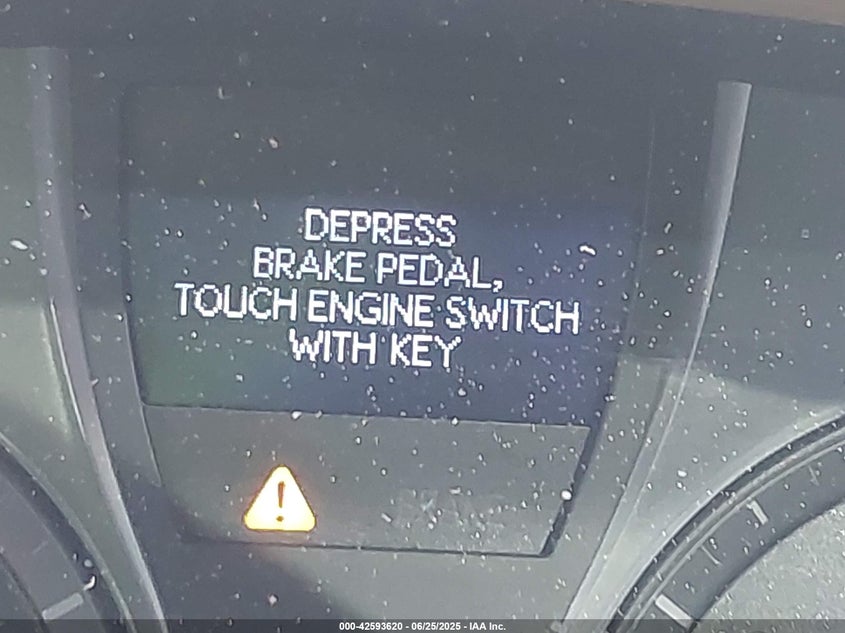 DEPRESS
BRAKE PEDAL,
TOUCH ENGINE SWITCH
WITH KEY
!
000-42593620 - 06/25/2025 - IAA Inc.